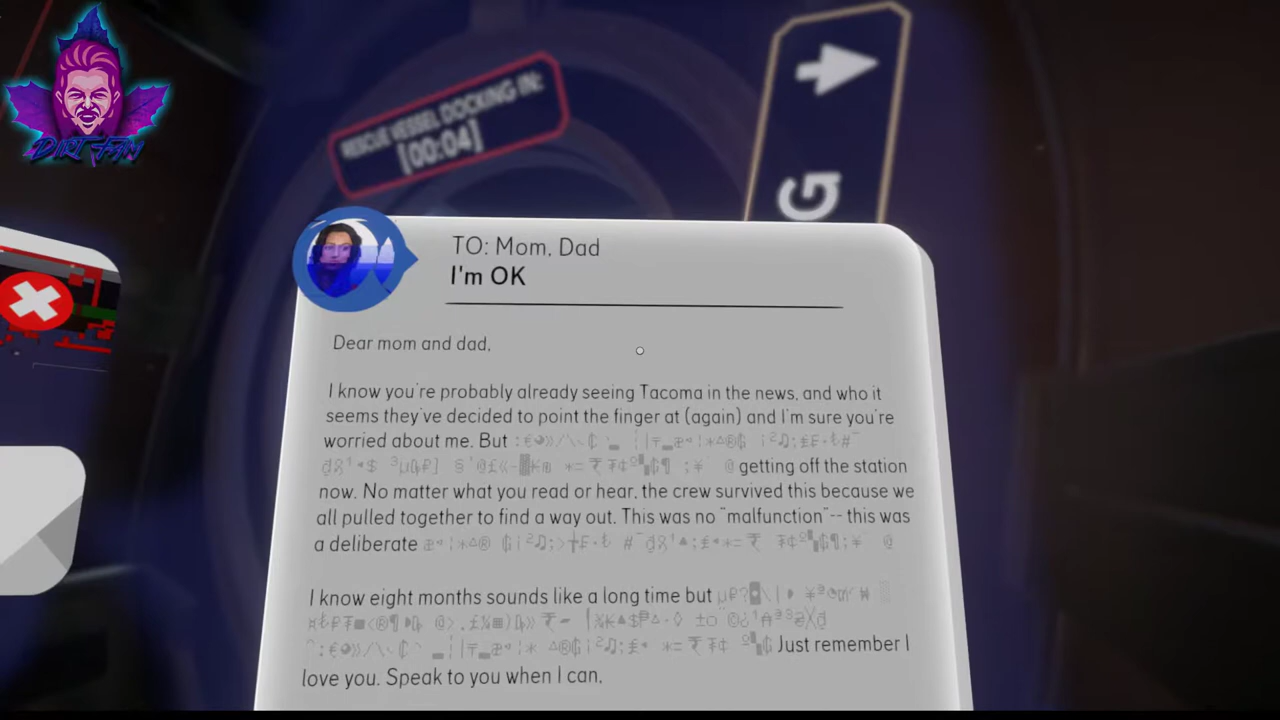 DIRT FAN
RESCUE VESSEL DOCKING IN:
[00:04]
G
TO: Mom, Dad
I'm OK
Dear mom and dad,
I know you're probably already seeing Tacoma in the news, and who it
seems they've decided to point the finger at (again) and I'm sure you're
worried about me. But
getting off the station
now. No matter what you read or hear, the crew survived this because we
all pulled together to find a way out. This was no "malfunction"-- this was
a deliberate
I know eight months sounds like a long time but
Just remember I
love you. Speak to you when I can.